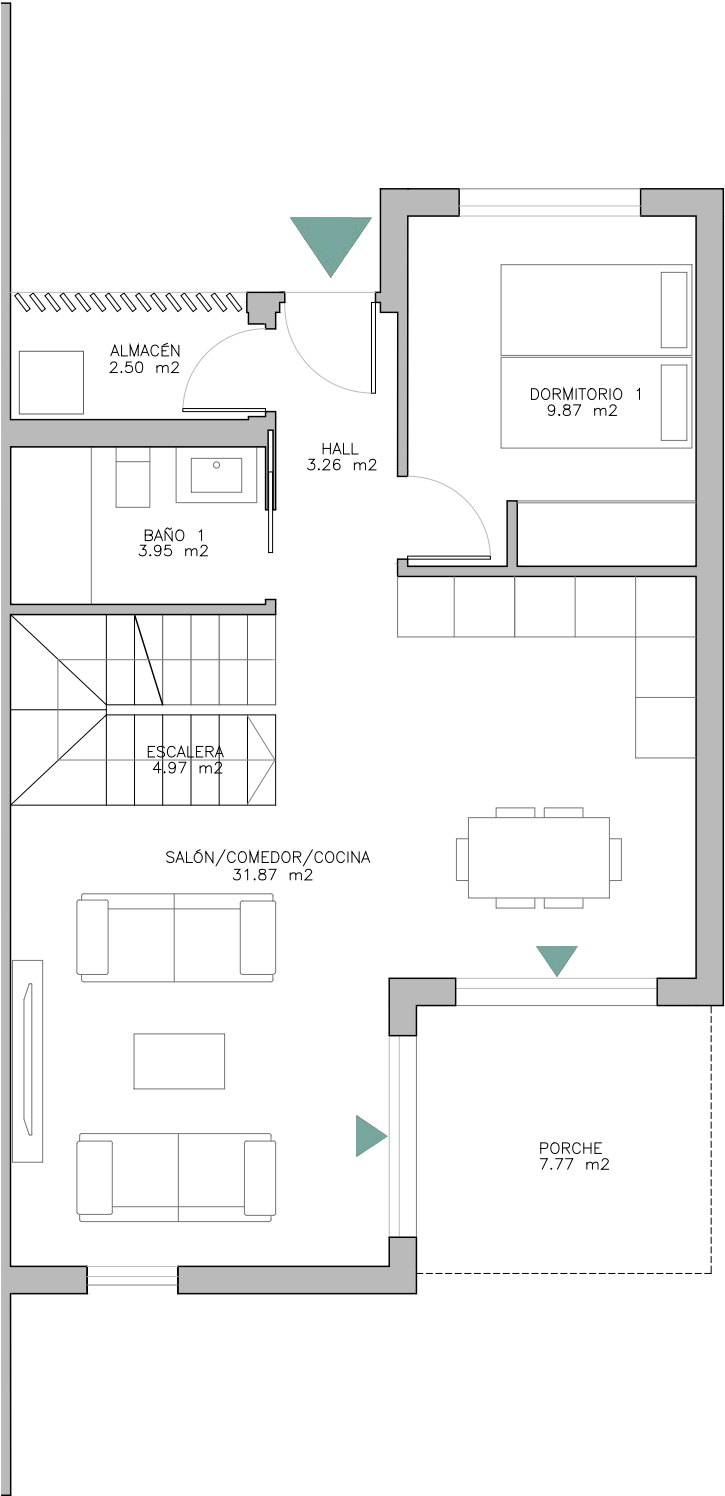 ALMACÉN
2.50 m2
DORMITORIO 1
9.87 m2
HALL
3.26 m2
BAÑO 1
3.95 m2
ESCALERA
4.97 m2
SALÓN/COMEDOR/COCINA
31.87 m2
PORCHE
7.77 m2